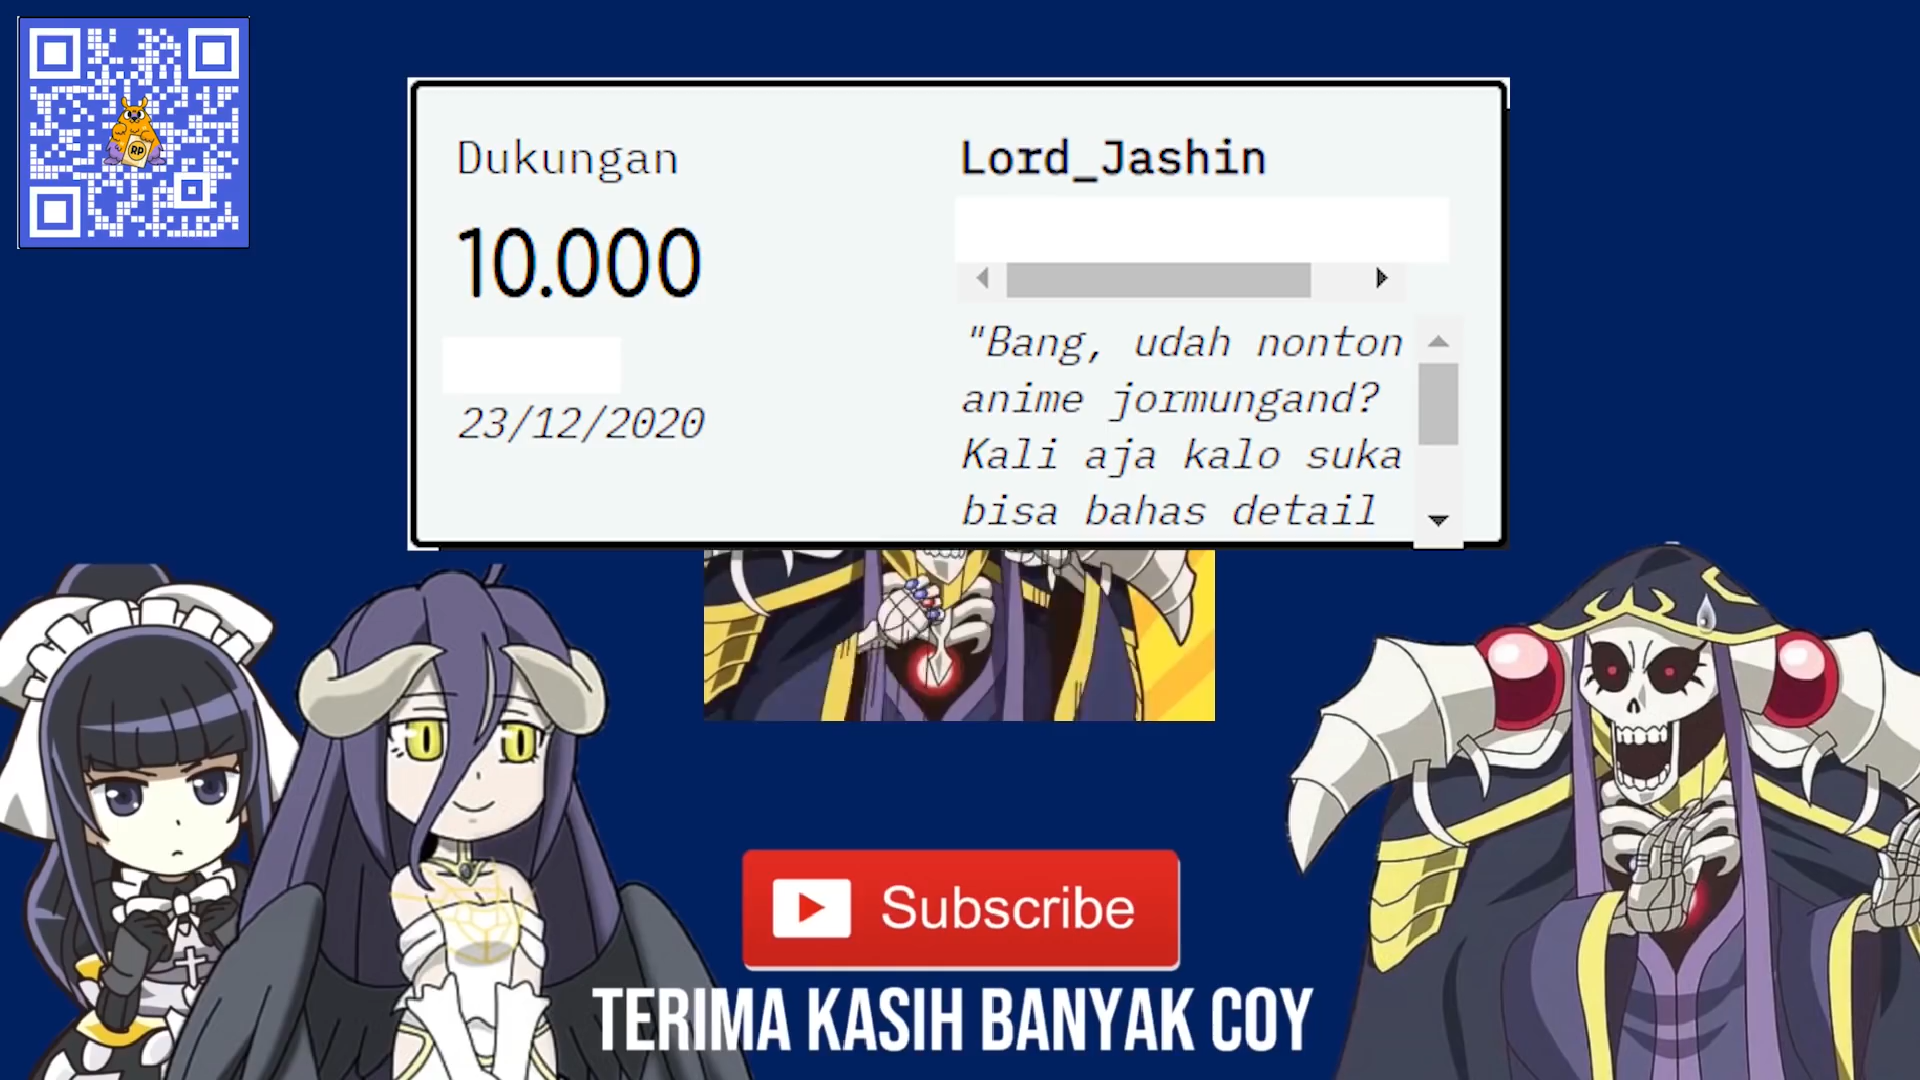 RP
Dukungan
10.000
23/12/2020
Lord_Jashin
"Bang, udah nonton
anime jormungand?
Kali aja kalo suka
bisa bahas detail
Subscribe
TERIMA KASIH BANYAK COY